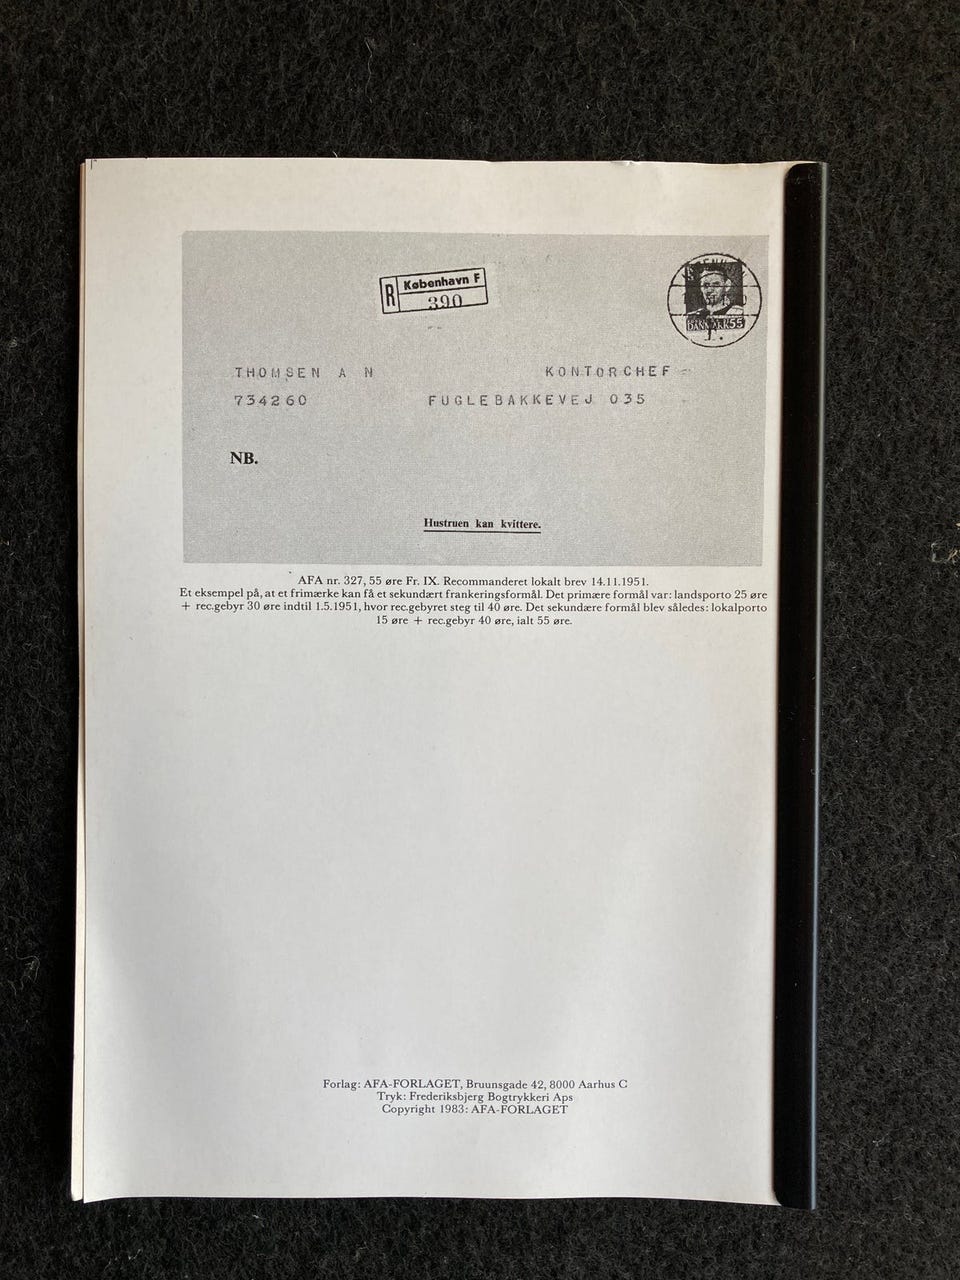 R København F
390
DANMARK 55
THOMSEN A N KONTORCHEF
734260 FUGLEBAKKEVEJ 035
NB.
Hustruen kan kvittere.
AFA nr. 327, 55 øre Fr. IX. Recommanderet lokalt brev 14.11.1951.
Et eksempel på, at et frimærke kan få et sekundært frankeringsformål. Det primære formål var: landsporto 25 øre
+ rec.gebyr 30 øre indtil 1.5.1951, hvor rec.gebyret steg til 40 øre. Det sekundære formål blev således: lokalporto
15 øre + rec.gebyr 40 øre, ialt 55 øre.
Forlag: AFA-FORLAGET, Bruunsgade 42, 8000 Aarhus C
Tryk: Frederiksbjerg Bogtrykkeri Aps
Copyright 1983: AFA-FORLAGET